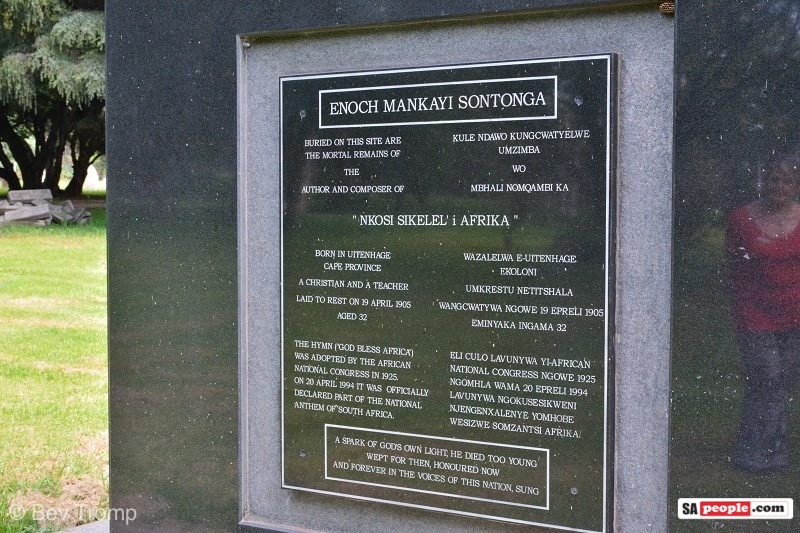 ENOCH MANKAYI SONTONGA
BURIED ON THIS SITE ARE
THE MORTAL REMAINS OF
THE
AUTHOR AND COMPOSER OF
KULE NDAWO KUNGCWATYELWE
UMZIMBA
WO
MBHALI NOMQAMBI KA
"NKOSI SIKELEL' i AFRIKA"
BORN IN UITENHAGE
CAPE PROVINCE
A CHRISTIAN AND A TEACHER
LAID TO REST ON 19 APRIL 1905
AGED 32
WAZALELWA E-UITENHAGE
EKOLONI
UMKRESTU NETITSHALA
WANGCWATYWA NGOWE 19 EPRELI 1905
EMINYAKA INGAMA 32
THE HYMN ('GOD BLESS AFRICA')
WAS ADOPTED BY THE AFRICAN
NATIONAL CONGRESS IN 1925.
ON 20 APRIL 1994 IT WAS OFFICIALLY
DECLARED PART OF THE NATIONAL
ANTHEM OF SOUTH AFRICA.
ELI CULO LAVUNYWA YI-AFRICAN
NATIONAL CONGRESS NGOWE 1925
NGOMHLA WAMA 20 EPRELI 1994
LAVUNYWA NGOKUSESIKWENI
NJENGENXALENYE YOMHOBE
WESIZWE SOMZANTSI AFRIKA.
A SPARK OF GOD'S OWN LIGHT, HE DIED TOO YOUNG
WEPT FOR THEN, HONOURED NOW
AND FOREVER IN THE VOICES OF THIS NATION, SUNG
© Bev Tromp
SApeople.com